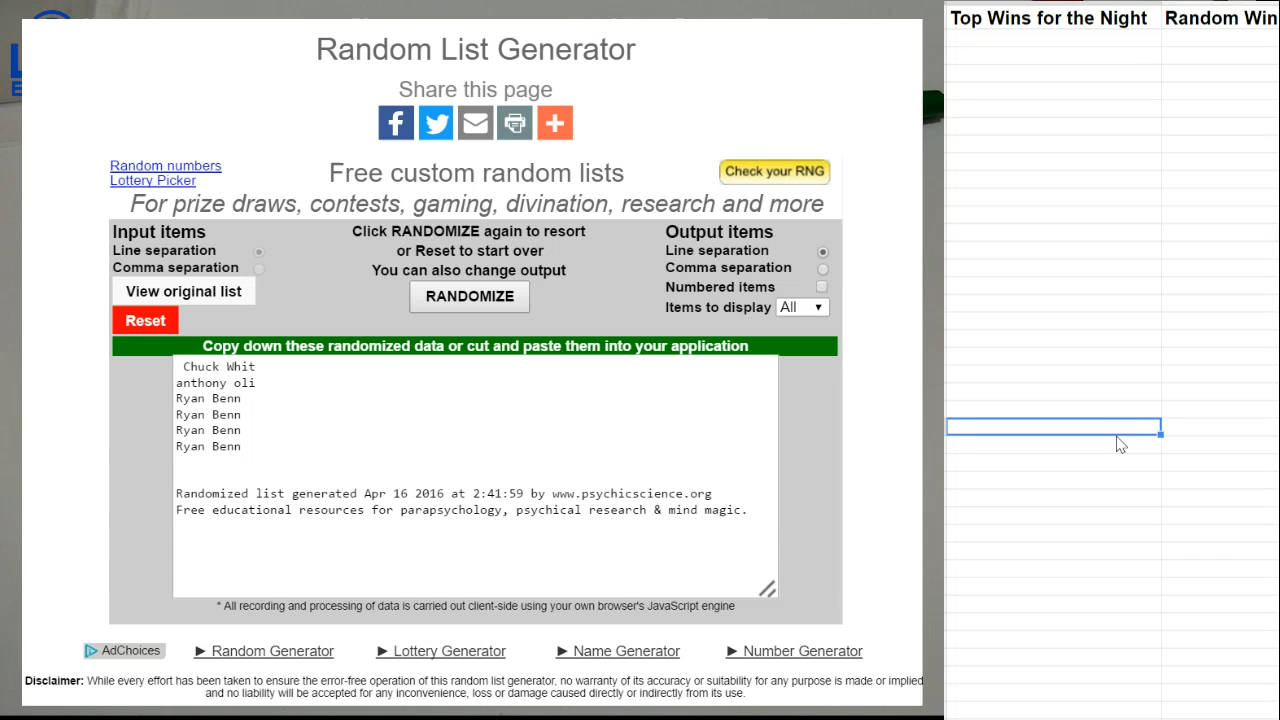 Random List Generator
Share this page
Random numbers
Lottery Picker
Free custom random lists
Check your RNG
For prize draws, contests, gaming, divination, research and more
Input items
Line separation
Comma separation
View original list
Reset
Click RANDOMIZE again to resort
or Reset to start over
You can also change output
RANDOMIZE
Output items
Line separation
Comma separation
Numbered items
Items to display All
Copy down these randomized data or cut and paste them into your application
Chuck Whit
anthony oli
Ryan Benn
Ryan Benn
Ryan Benn
Ryan Benn
Randomized list generated Apr 16 2016 at 2:41:59 by www.psychicscience.org
Free educational resources for parapsychology, psychical research & mind magic.
* All recording and processing of data is carried out client-side using your own browser's JavaScript engine
AdChoices
► Random Generator
► Lottery Generator
► Name Generator
► Number Generator
Disclaimer: While every effort has been taken to ensure the error-free operation of this random list generator, no warranty of its accuracy or suitability for any purpose is made or implied
and no liability will be accepted for any inconvenience, loss or damage caused directly or indirectly from its use.
Top Wins for the Night
Random Win